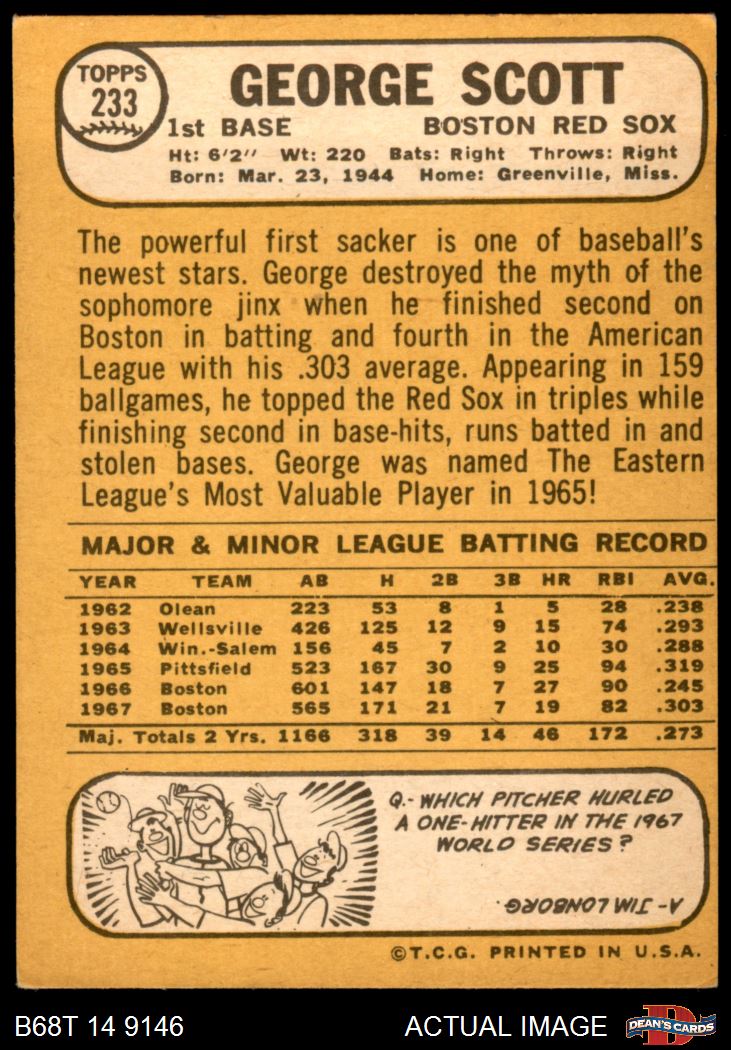 TOPPS
233
GEORGE SCOTT
1st BASE BOSTON RED SOX
Ht: 6'2" Wt: 220 Bats: Right Throws: Right
Born: Mar. 23, 1944 Home: Greenville, Miss.
The powerful first sacker is one of baseball's
newest stars. George destroyed the myth of the
sophomore jinx when he finished second on
Boston in batting and fourth in the American
League with his .303 average. Appearing in 159
ballgames, he topped the Red Sox in triples while
finishing second in base-hits, runs batted in and
stolen bases. George was named The Eastern
League's Most Valuable Player in 1965!
MAJOR & MINOR LEAGUE BATTING RECORD
YEAR TEAM AB H 2B 3B HR RBI AVG.
1962 Olean 223 53 8 1 5 28 .238
1963 Wellsville 426 125 12 9 15 74 .293
1964 Win.-Salem 156 45 7 2 10 30 .288
1965 Pittsfield 523 167 30 9 25 94 .319
1966 Boston 601 147 18 7 27 90 .245
1967 Boston 565 171 21 7 19 82 .303
Maj. Totals 2 Yrs. 1166 318 39 14 46 172 .273
Q.- WHICH PITCHER HURLED
A ONE-HITTER IN THE 1967
WORLD SERIES?
A- JIM LONBORG.
©T.C.G. PRINTED IN U.S.A.
B68T 14 9146 ACTUAL IMAGE DEAN'S CARDS